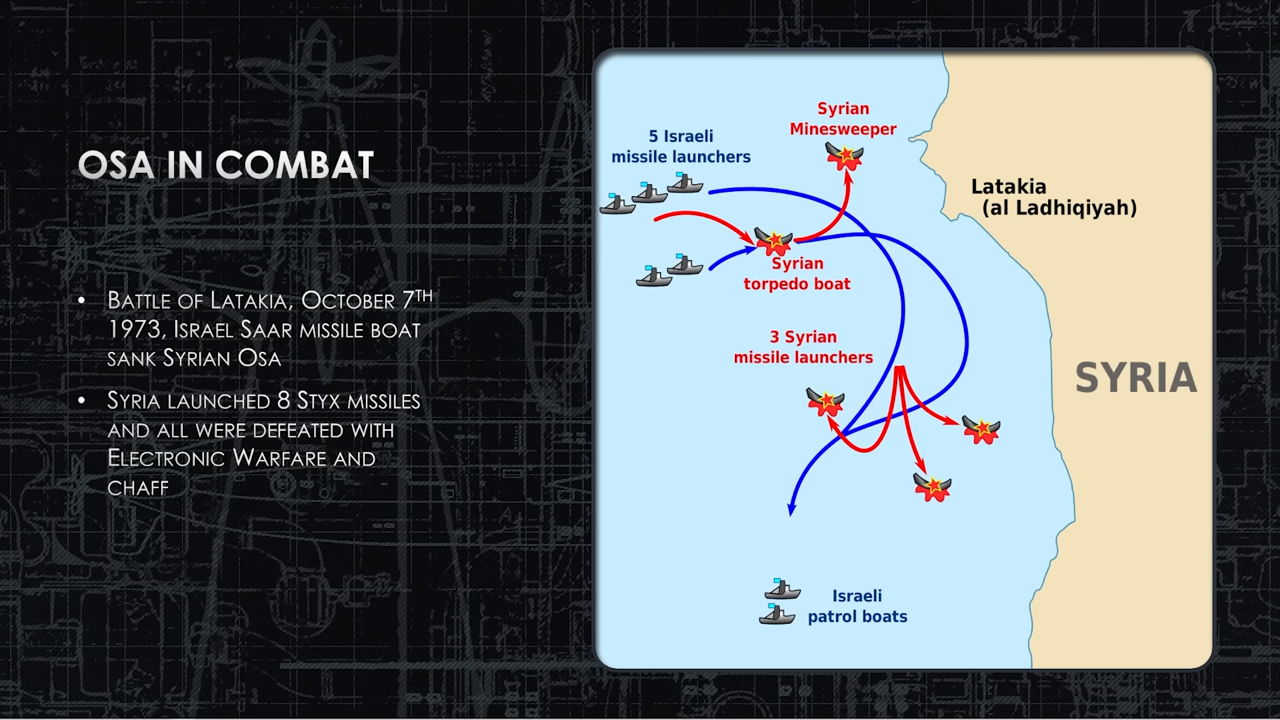 OSA IN COMBAT
• BATTLE OF LATAKIA, OCTOBER 7TH
1973, ISRAEL SAAR MISSILE BOAT
SANK SYRIAN OSA
• SYRIA LAUNCHED 8 STYX MISSILES
AND ALL WERE DEFEATED WITH
ELECTRONIC WARFARE AND
CHAFF
5 Israeli
missile launchers
Syrian
Minesweeper
Latakia
(al Ladhiqiyah)
Syrian
torpedo boat
3 Syrian
missile launchers
SYRIA
Israeli
patrol boats